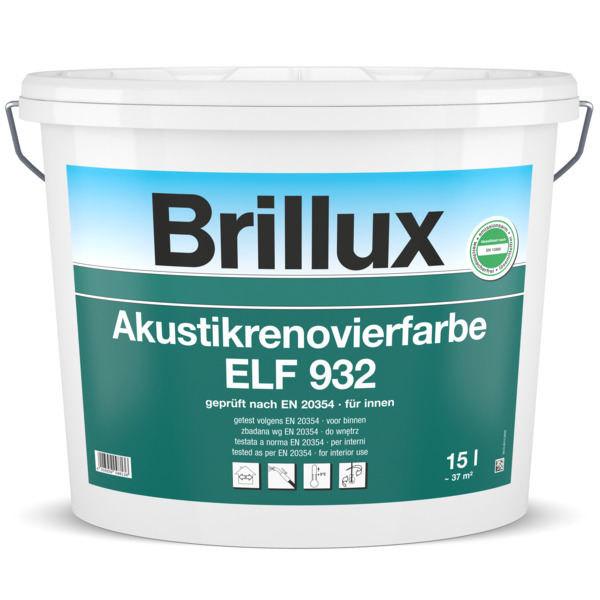 Brillux
Akustikrenovierfarbe
ELF 932
geprüft nach EN 20354 · für innen
getest volgens EN 20354 · voor binnen
zbadana wg EN 20354 · do wnętrz
testata a norma EN 20354 · per interni
tested as per EN 20354 · for interior use
+5°C
15 l
~ 37 m²